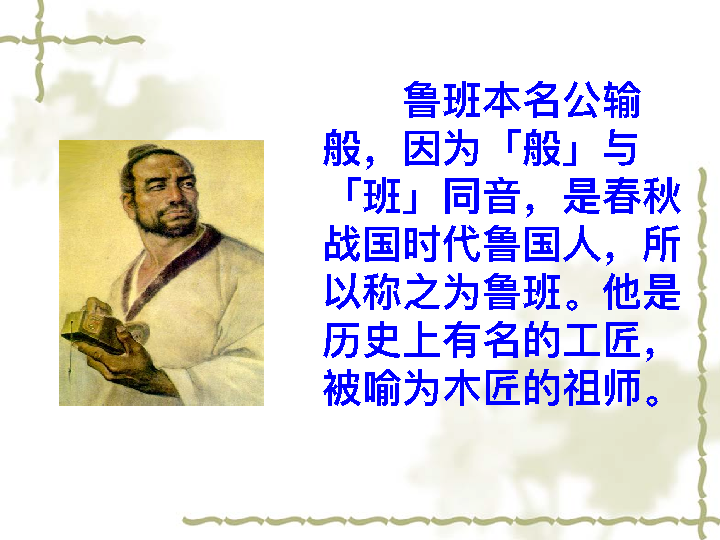 鲁班本名公输
般，因为「般」与
「班」同音，是春秋
战国时代鲁国人，所
以称之为鲁班。他是
历史上有名的工匠，
被喻为木匠的祖师。